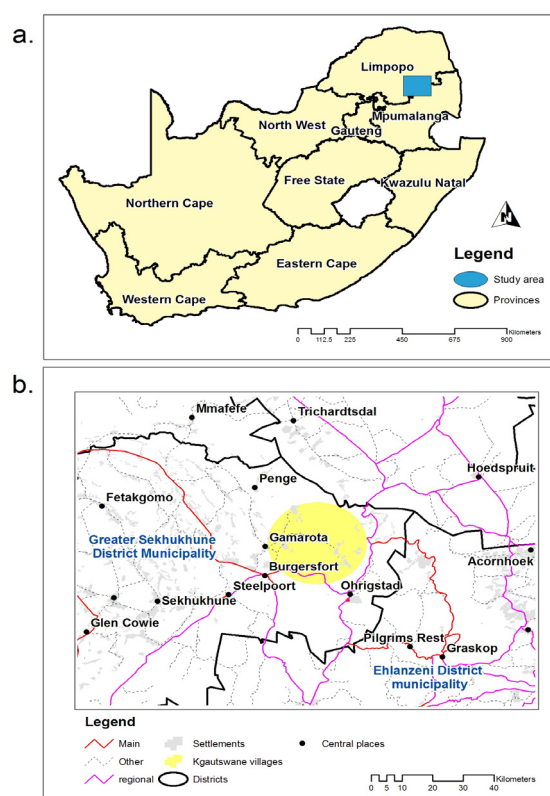 a.
Limpopo
Mpumalanga
North West
Gauteng
Free State
Kwazulu Natal
Northern Cape
Eastern Cape
Western Cape
N
Legend
Study area
Provinces
Kilometers
0 112.5 225 450 675 900
b.
Mmafefe
Trichardtsdal
Hoedspruit
Penge
Fetakgomo
Greater Sekhukhune
District Municipality
Gamarota
Acornhoek
Burgersfort
Steelpoort
Ohrigstad
Sekhukhune
Glen Cowie
Pilgrims Rest
Graskop
Ehlanzeni District
municipality
Legend
Main
Settlements
Central places
Other
Kgautswane villages
regional
Districts
Kilometers
0 5 10 20 30 40